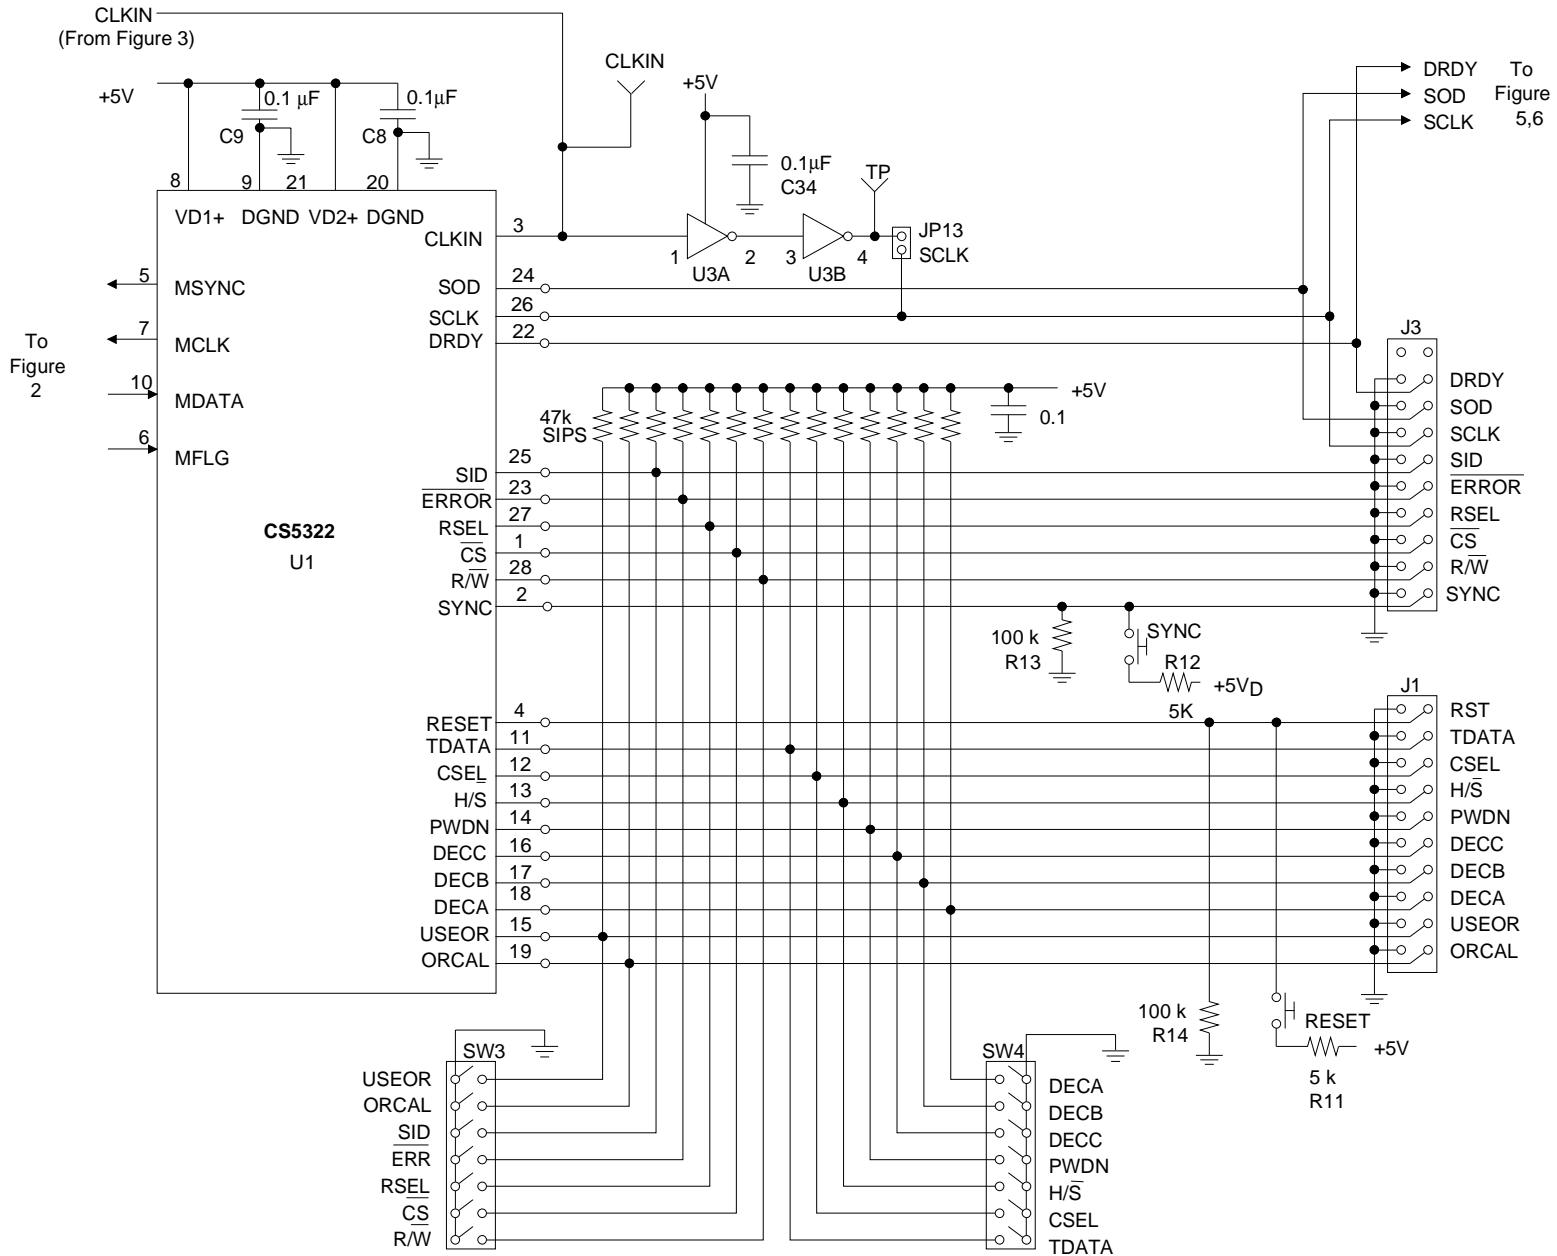 CLKIN
(From Figure 3)
CLKIN
+5V
0.1 µF
0.1µF
+5V
C9
C8
DRDY
SOD
SCLK
To
Figure
5,6
8
9
21
20
VD1+
DGND
VD2+
DGND
0.1µF
C34
TP
CLKIN
3
1
2
U3A
3
4
U3B
JP13
SCLK
5
MSYNC
7
MCLK
10
MDATA
6
MFLG
To
Figure
2
SOD
24
SCLK
26
DRDY
22
CS5322
U1
47k
SIPS
+5V
0.1
SID
25
ERROR
23
RSEL
27
CS
1
R/W
28
SYNC
2
J3
DRDY
SOD
SCLK
SID
ERROR
RSEL
CS
R/W
SYNC
100 k
R13
SYNC
R12
+5VD
5K
RESET
4
TDATA
11
CSEL
12
H/S
13
PWDN
14
DECC
16
DECB
17
DECA
18
USEOR
15
ORCAL
19
J1
RST
TDATA
CSEL
H/S
PWDN
DECC
DECB
DECA
USEOR
ORCAL
100 k
R14
RESET
+5V
5 k
R11
SW3
USEOR
ORCAL
SID
ERR
RSEL
CS
R/W
SW4
DECA
DECB
DECC
PWDN
H/S
CSEL
TDATA